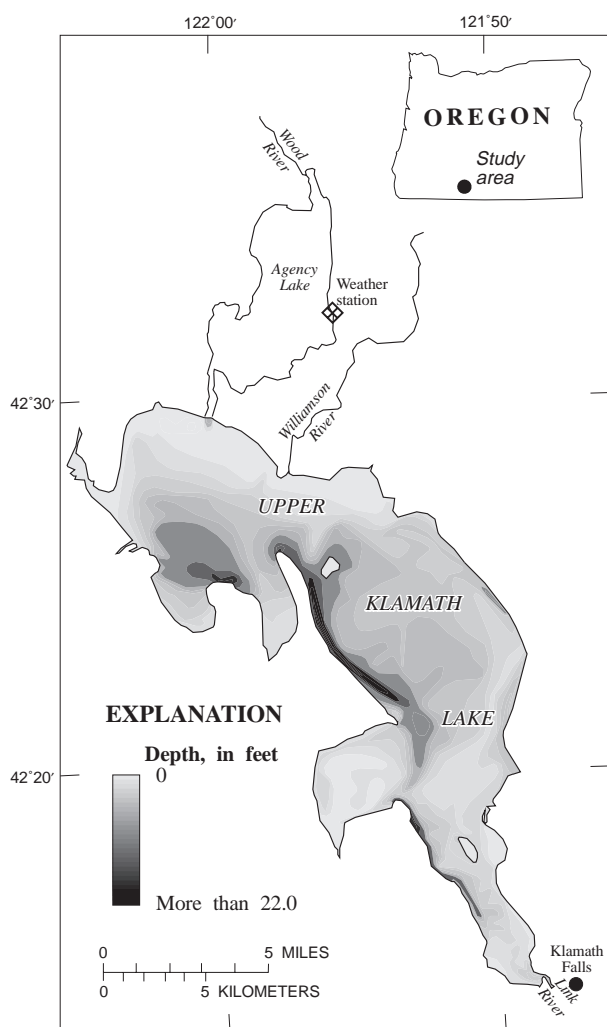 122°00′
121°50′
OREGON
Study
area
Wood
River
Agency
Lake
Weather
station
Williamson
River
42°30′
UPPER
KLAMATH
LAKE
EXPLANATION
Depth, in feet
0
More than 22.0
42°20′
0 5 MILES
0 5 KILOMETERS
Klamath
Falls
Link
River